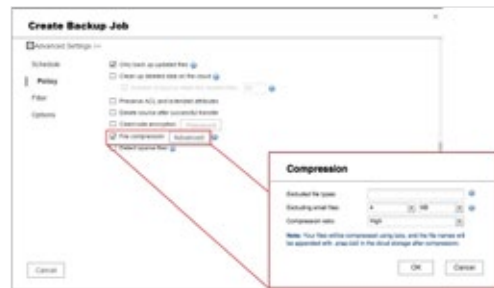 Create Backup Job
Advanced Settings >>
Schedule
Policy
Filter
Options
Only back up updated files
Clean up deleted data on the cloud
Preserve ACL and extended attributes
Delete source after successful transfer
Client-side encryption
File compression
Advanced
Detect sparse files
Cancel
Compression
Excluded file types:
Excluding small files:
4
MB
Compression ratio:
High
Note: Your files will be compressed using
and the file names will
be appended with
in the cloud storage after compression.
OK
Cancel